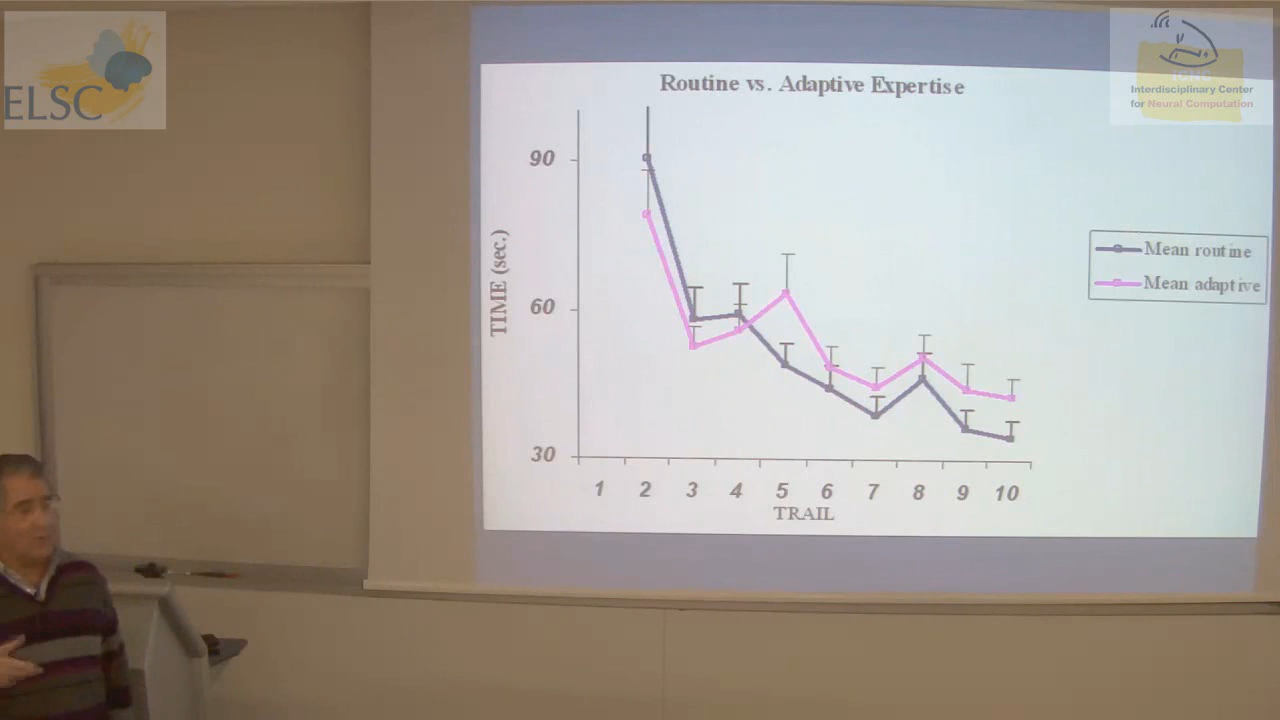 ELSC
ICNC
Interdisciplinary Center
for Neural Computation
Routine vs. Adaptive Expertise
90
60
30
TIME (sec.)
Mean routine
Mean adaptive
1 2 3 4 5 6 7 8 9 10
TRAIL